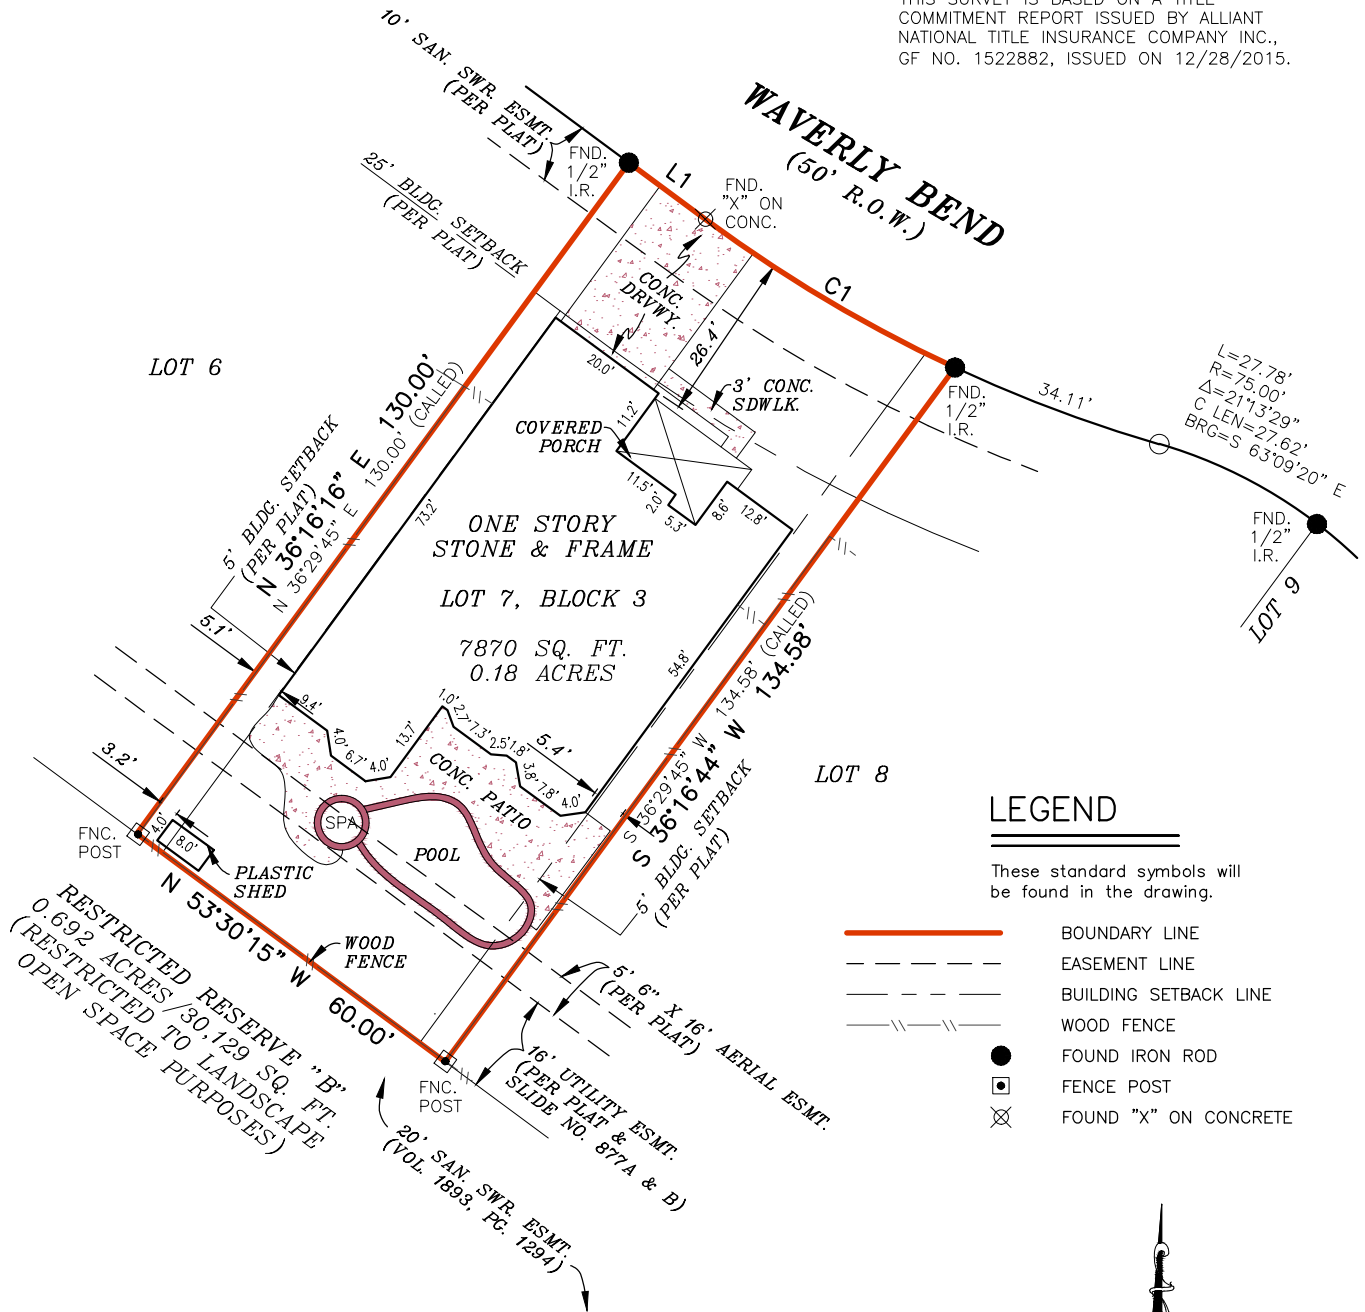 THIS SURVEY IS BASED ON A TITLE
COMMITMENT REPORT ISSUED BY ALLIANT
NATIONAL TITLE INSURANCE COMPANY INC.,
GF NO. 1522882, ISSUED ON 12/28/2015.
10' SAN. SWR. ESMT.
(PER PLAT)
WAVERLY BEND
(50' R.O.W.)
25' BLDG. SETBACK
(PER PLAT)
FND.
1/2"
I.R.
L1
FND.
"X" ON
CONC.
C1
CONC.
DRVWY.
26.4'
LOT 6
20.0'
3' CONC.
SDWLK.
FND.
1/2"
I.R.
34.11'
L=27.78'
R=75.00'
Δ=21°13'29"
C LEN=27.62'
BRG=S 63°09'20" E
FND.
1/2"
I.R.
LOT 9
N 36°16'16" E 130.00'
N 36°29'45" E 130.00' (CALLED)
5' BLDG. SETBACK
(PER PLAT)
11.2'
COVERED
PORCH
11.5'
2.0'
5.3'
8.6'
12.8'
73.2'
ONE STORY
STONE & FRAME
LOT 7, BLOCK 3
7870 SQ. FT.
0.18 ACRES
54.8'
5.1'
S 36°29'45" W 134.58' (CALLED)
S 36°16'44" W 134.58'
9.4'
4.0'
6.7'
4.0'
13.7'
1.0'
2.7'
7.3'
2.5'
1.8'
3.8'
7.8'
4.0'
5.4'
3.2'
CONC. PATIO
SPA
POOL
LOT 8
5' BLDG. SETBACK
(PER PLAT)
FNC.
POST
4.0'
8.0'
PLASTIC
SHED
N 53°30'15" W 60.00'
WOOD
FENCE
RESTRICTED RESERVE "B"
0.692 ACRES/30,129 SQ. FT.
(RESTRICTED TO LANDSCAPE
OPEN SPACE PURPOSES)
5' 6" X 16' AERIAL ESMT.
(PER PLAT)
16' UTILITY ESMT.
(PER PLAT &
SLIDE NO. 877A & B)
FNC.
POST
20' SAN. SWR. ESMT.
(VOL. 1893, PG. 1294)
LEGEND
These standard symbols will
be found in the drawing.
BOUNDARY LINE
EASEMENT LINE
BUILDING SETBACK LINE
WOOD FENCE
FOUND IRON ROD
FENCE POST
FOUND "X" ON CONCRETE